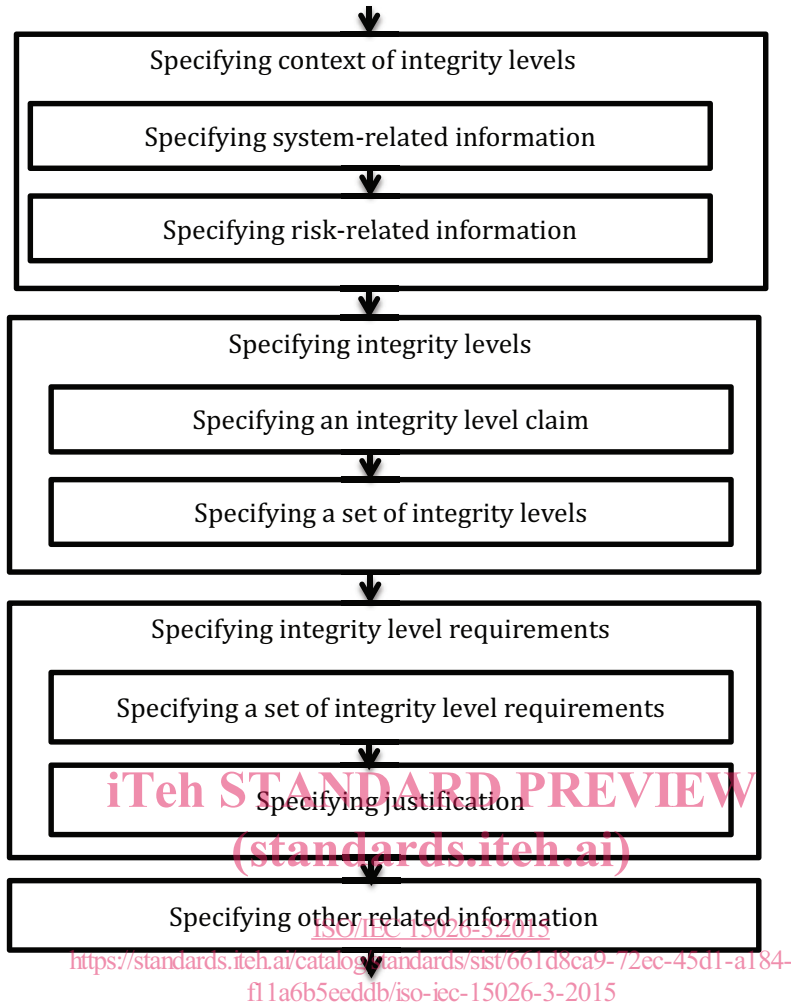 Specifying context of integrity levels
Specifying system-related information
Specifying risk-related information
Specifying integrity levels
Specifying an integrity level claim
Specifying a set of integrity levels
Specifying integrity level requirements
Specifying a set of integrity level requirements
iTeh STANDARD PREVIEW
Specifying justification
(standards.iteh.ai)
Specifying other related information
ISO/IEC 15026-3:2015
https://standards.iteh.ai/catalog/standards/sist/661d8ca9-72ec-45d1-a184-
f11a6b5eeddb/iso-iec-15026-3-2015